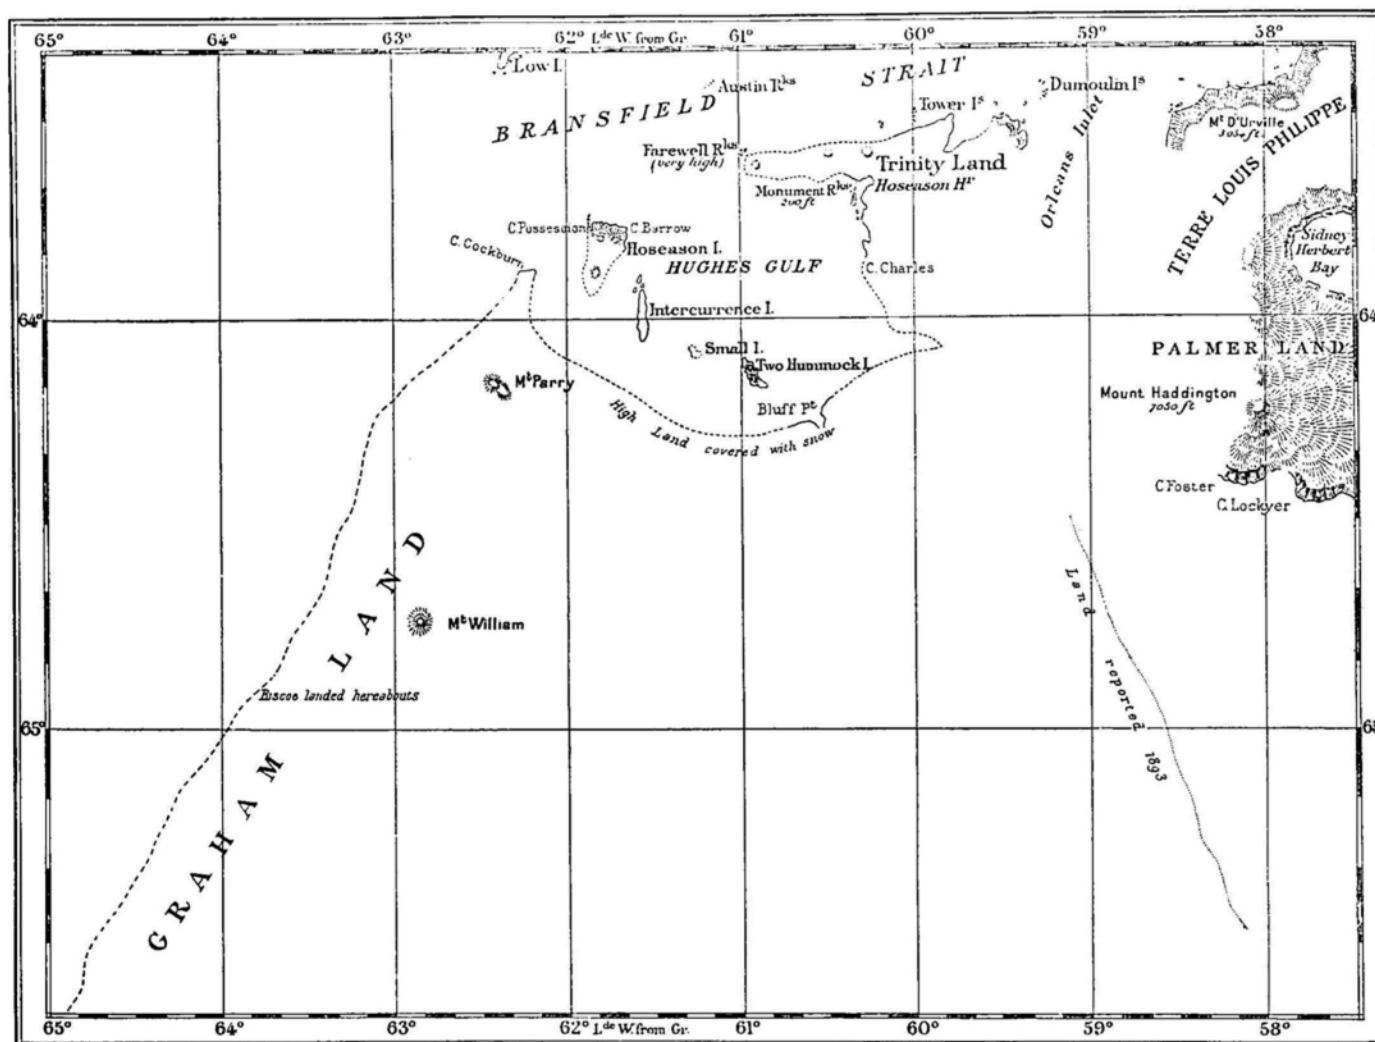 65° 64° 63° 62° Lde W. from Gr. 61° 60° 59° 58°
Low I.
Austin Rks
BRANSFIELD STRAIT
Tower Is
Dumoulin Is
Mt D'Urville
3054 ft
Farewell Rks
(very high)
Trinity Land
Hoseason Hr
Monument Rks
200 ft
Orleans Inlet
TERRE LOUIS PHILIPPE
C. Possession
C. Barrow
Hoseason I.
C. Cockburn
HUGHES GULF
C. Charles
Sidney
Herbert
Bay
64°
Intercurrence I.
64
Small I.
Two Hummock I.
PALMER LAND
Mt Parry
Bluff Pt
Mount Haddington
7050 ft
High Land covered with snow
C Foster
C. Lockyer
GRAHAM LAND
Mt William
Land reported 1893
Biscoe landed hereabouts
65°
65° 64° 63° 62° Lde W. from Gr. 61° 60° 59° 58°